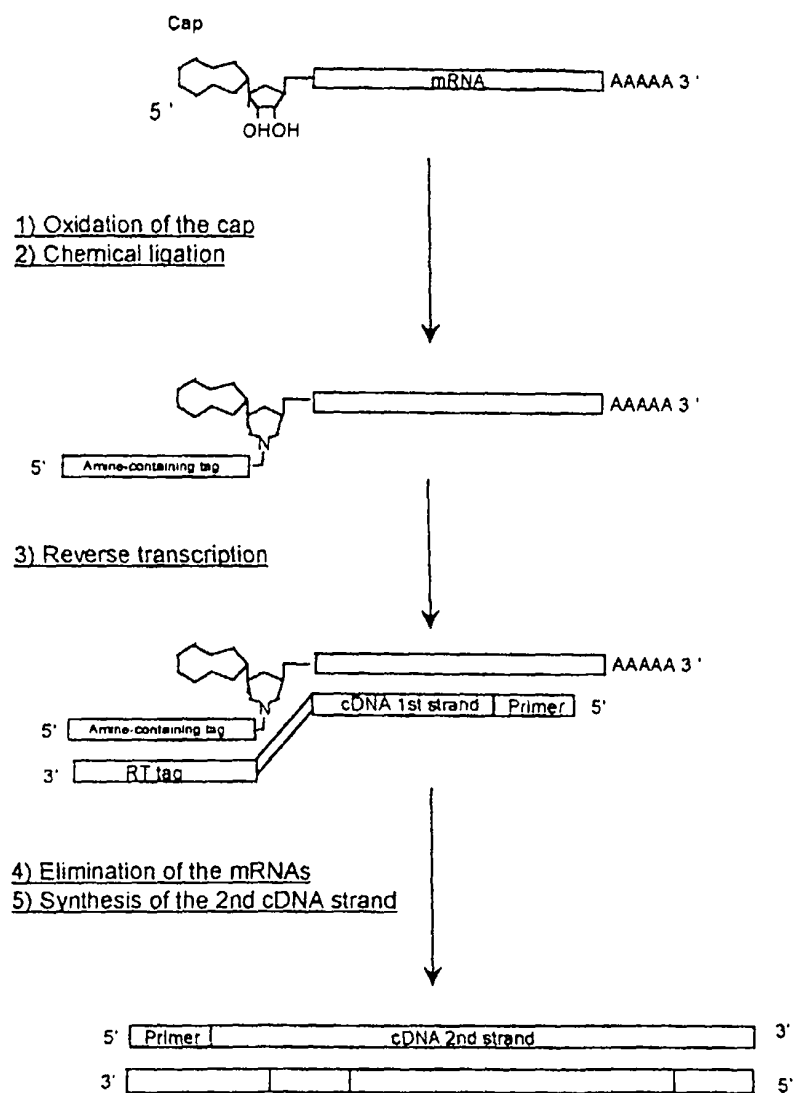 Cap
mRNA AAAAA 3 '
5 '
OHOH
1) Oxidation of the cap
2) Chemical ligation
AAAAA 3 '
N
5' Amine-containing tag
3) Reverse transcription
AAAAA 3 '
N
cDNA 1st strand Primer 5'
5' Amine-containing tag
3' RT tag
4) Elimination of the mRNAs
5) Synthesis of the 2nd cDNA strand
5' Primer cDNA 2nd strand 3'
3' 5'